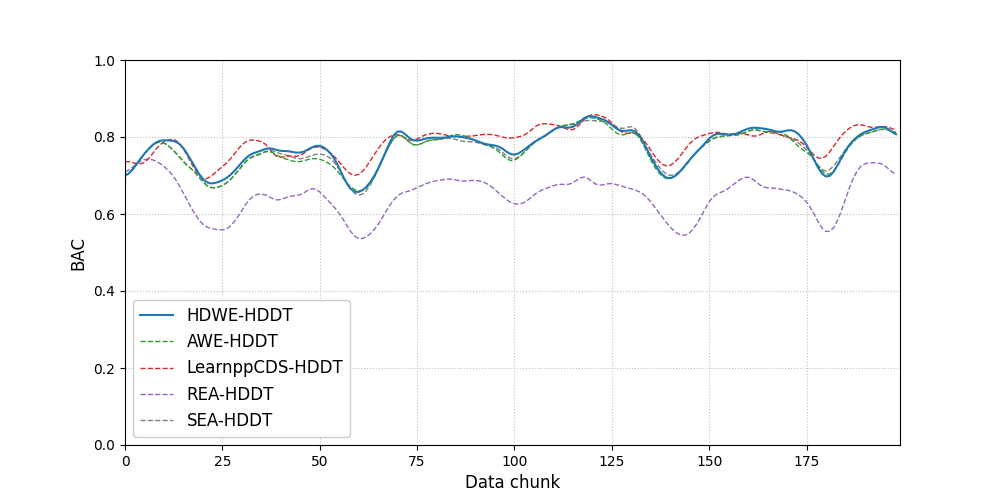 1.0
0.8
0.6
0.4
0.2
0.0
BAC
HDWE-HDDT
AWE-HDDT
LearnppCDS-HDDT
REA-HDDT
SEA-HDDT
0 25 50 75 100 125 150 175
Data chunk